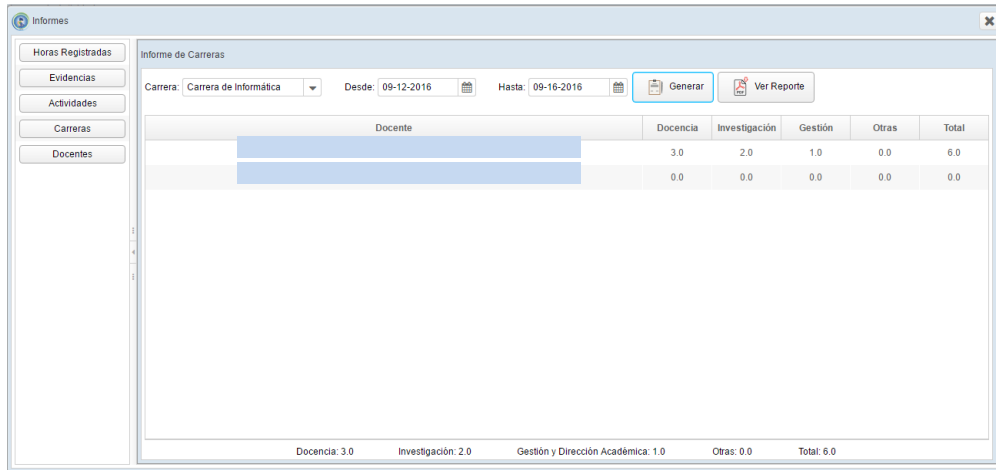 Informes
Horas Registradas
Evidencias
Actividades
Carreras
Docentes
Informe de Carreras
Carrera: Carrera de Informática Desde: 09-12-2016 Hasta: 09-16-2016 Generar Ver Reporte
Docente Docencia Investigación Gestión Otras Total
3.0 2.0 1.0 0.0 6.0
0.0 0.0 0.0 0.0 0.0
Docencia: 3.0 Investigación: 2.0 Gestión y Dirección Académica: 1.0 Otras: 0.0 Total: 6.0